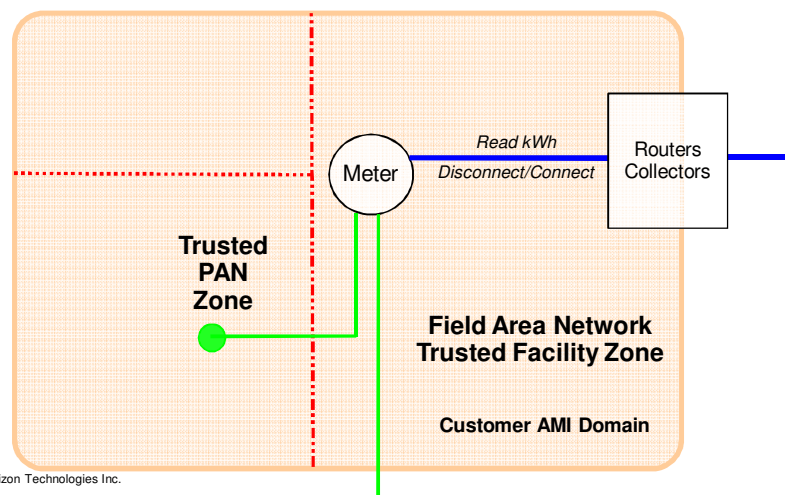 Read kWh
Meter
Disconnect/Connect
Routers
Collectors
Trusted
PAN
Zone
Field Area Network
Trusted Facility Zone
Customer AMI Domain
Technologies Inc.